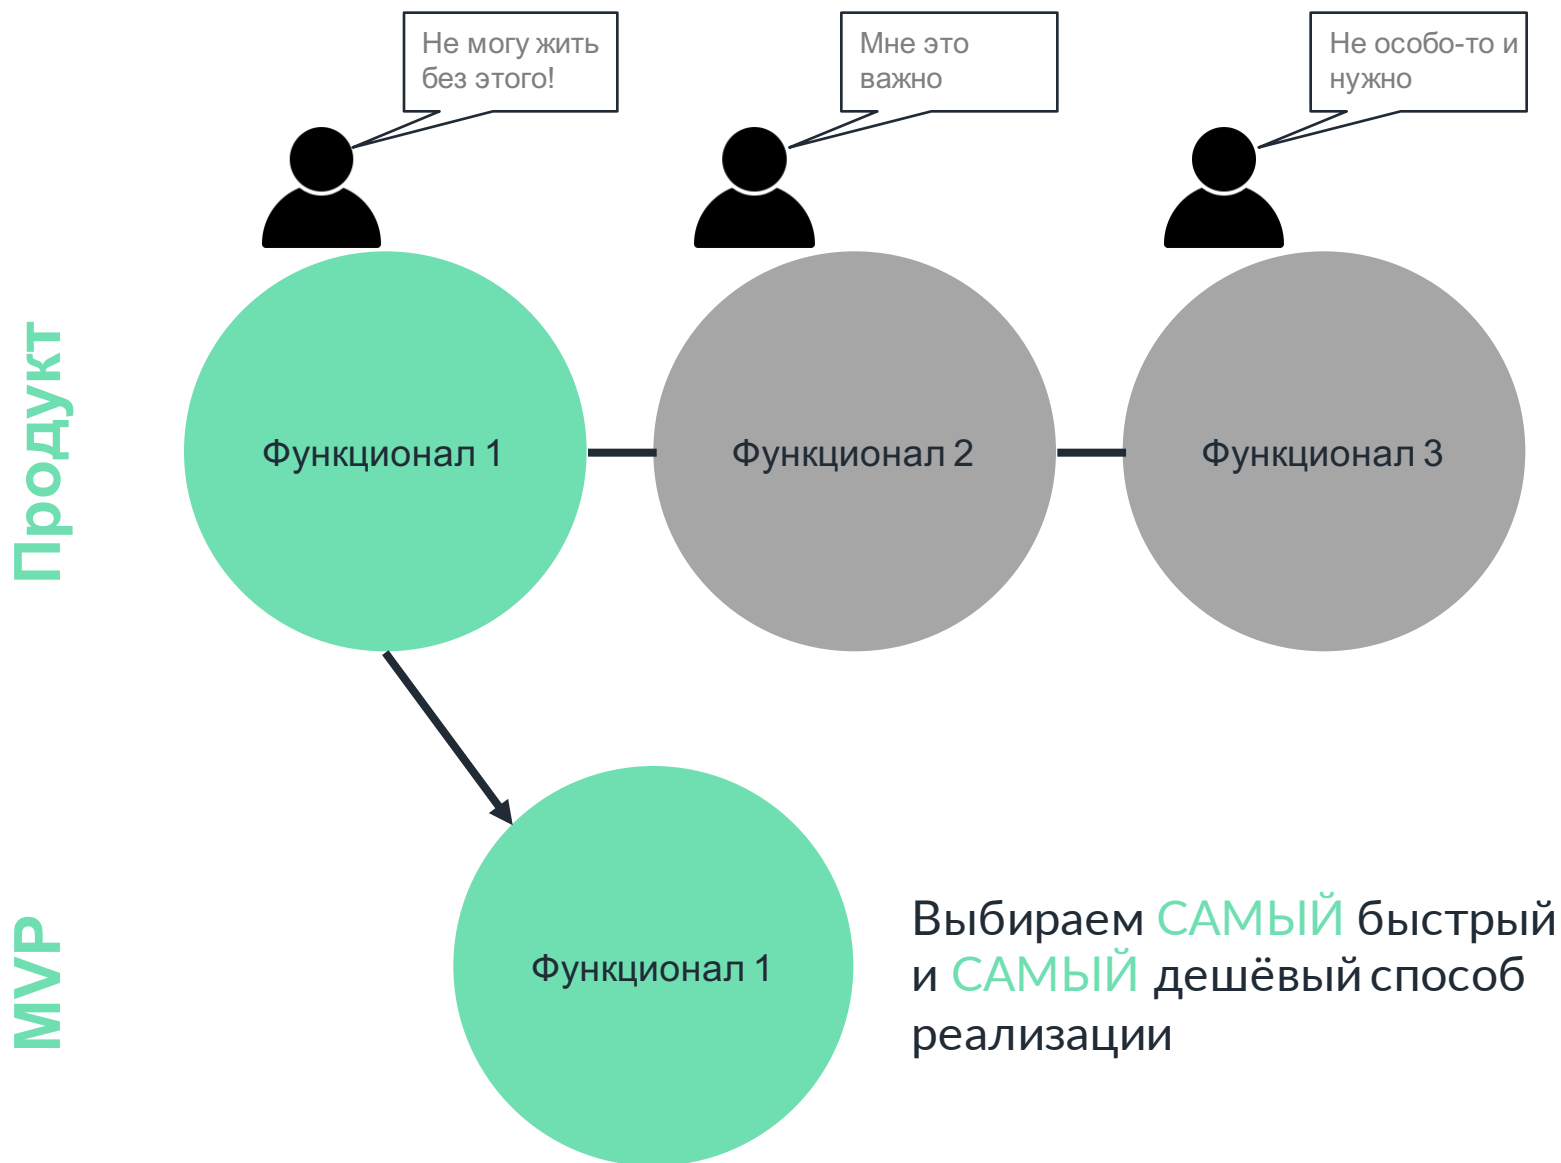 Не могу жить
без этого!
Мне это
важно
Не особо-то и
нужно
Продукт
Функционал 1
Функционал 2
Функционал 3
MVP
Функционал 1
Выбираем САМЫЙ быстрый
и САМЫЙ дешёвый способ
реализации